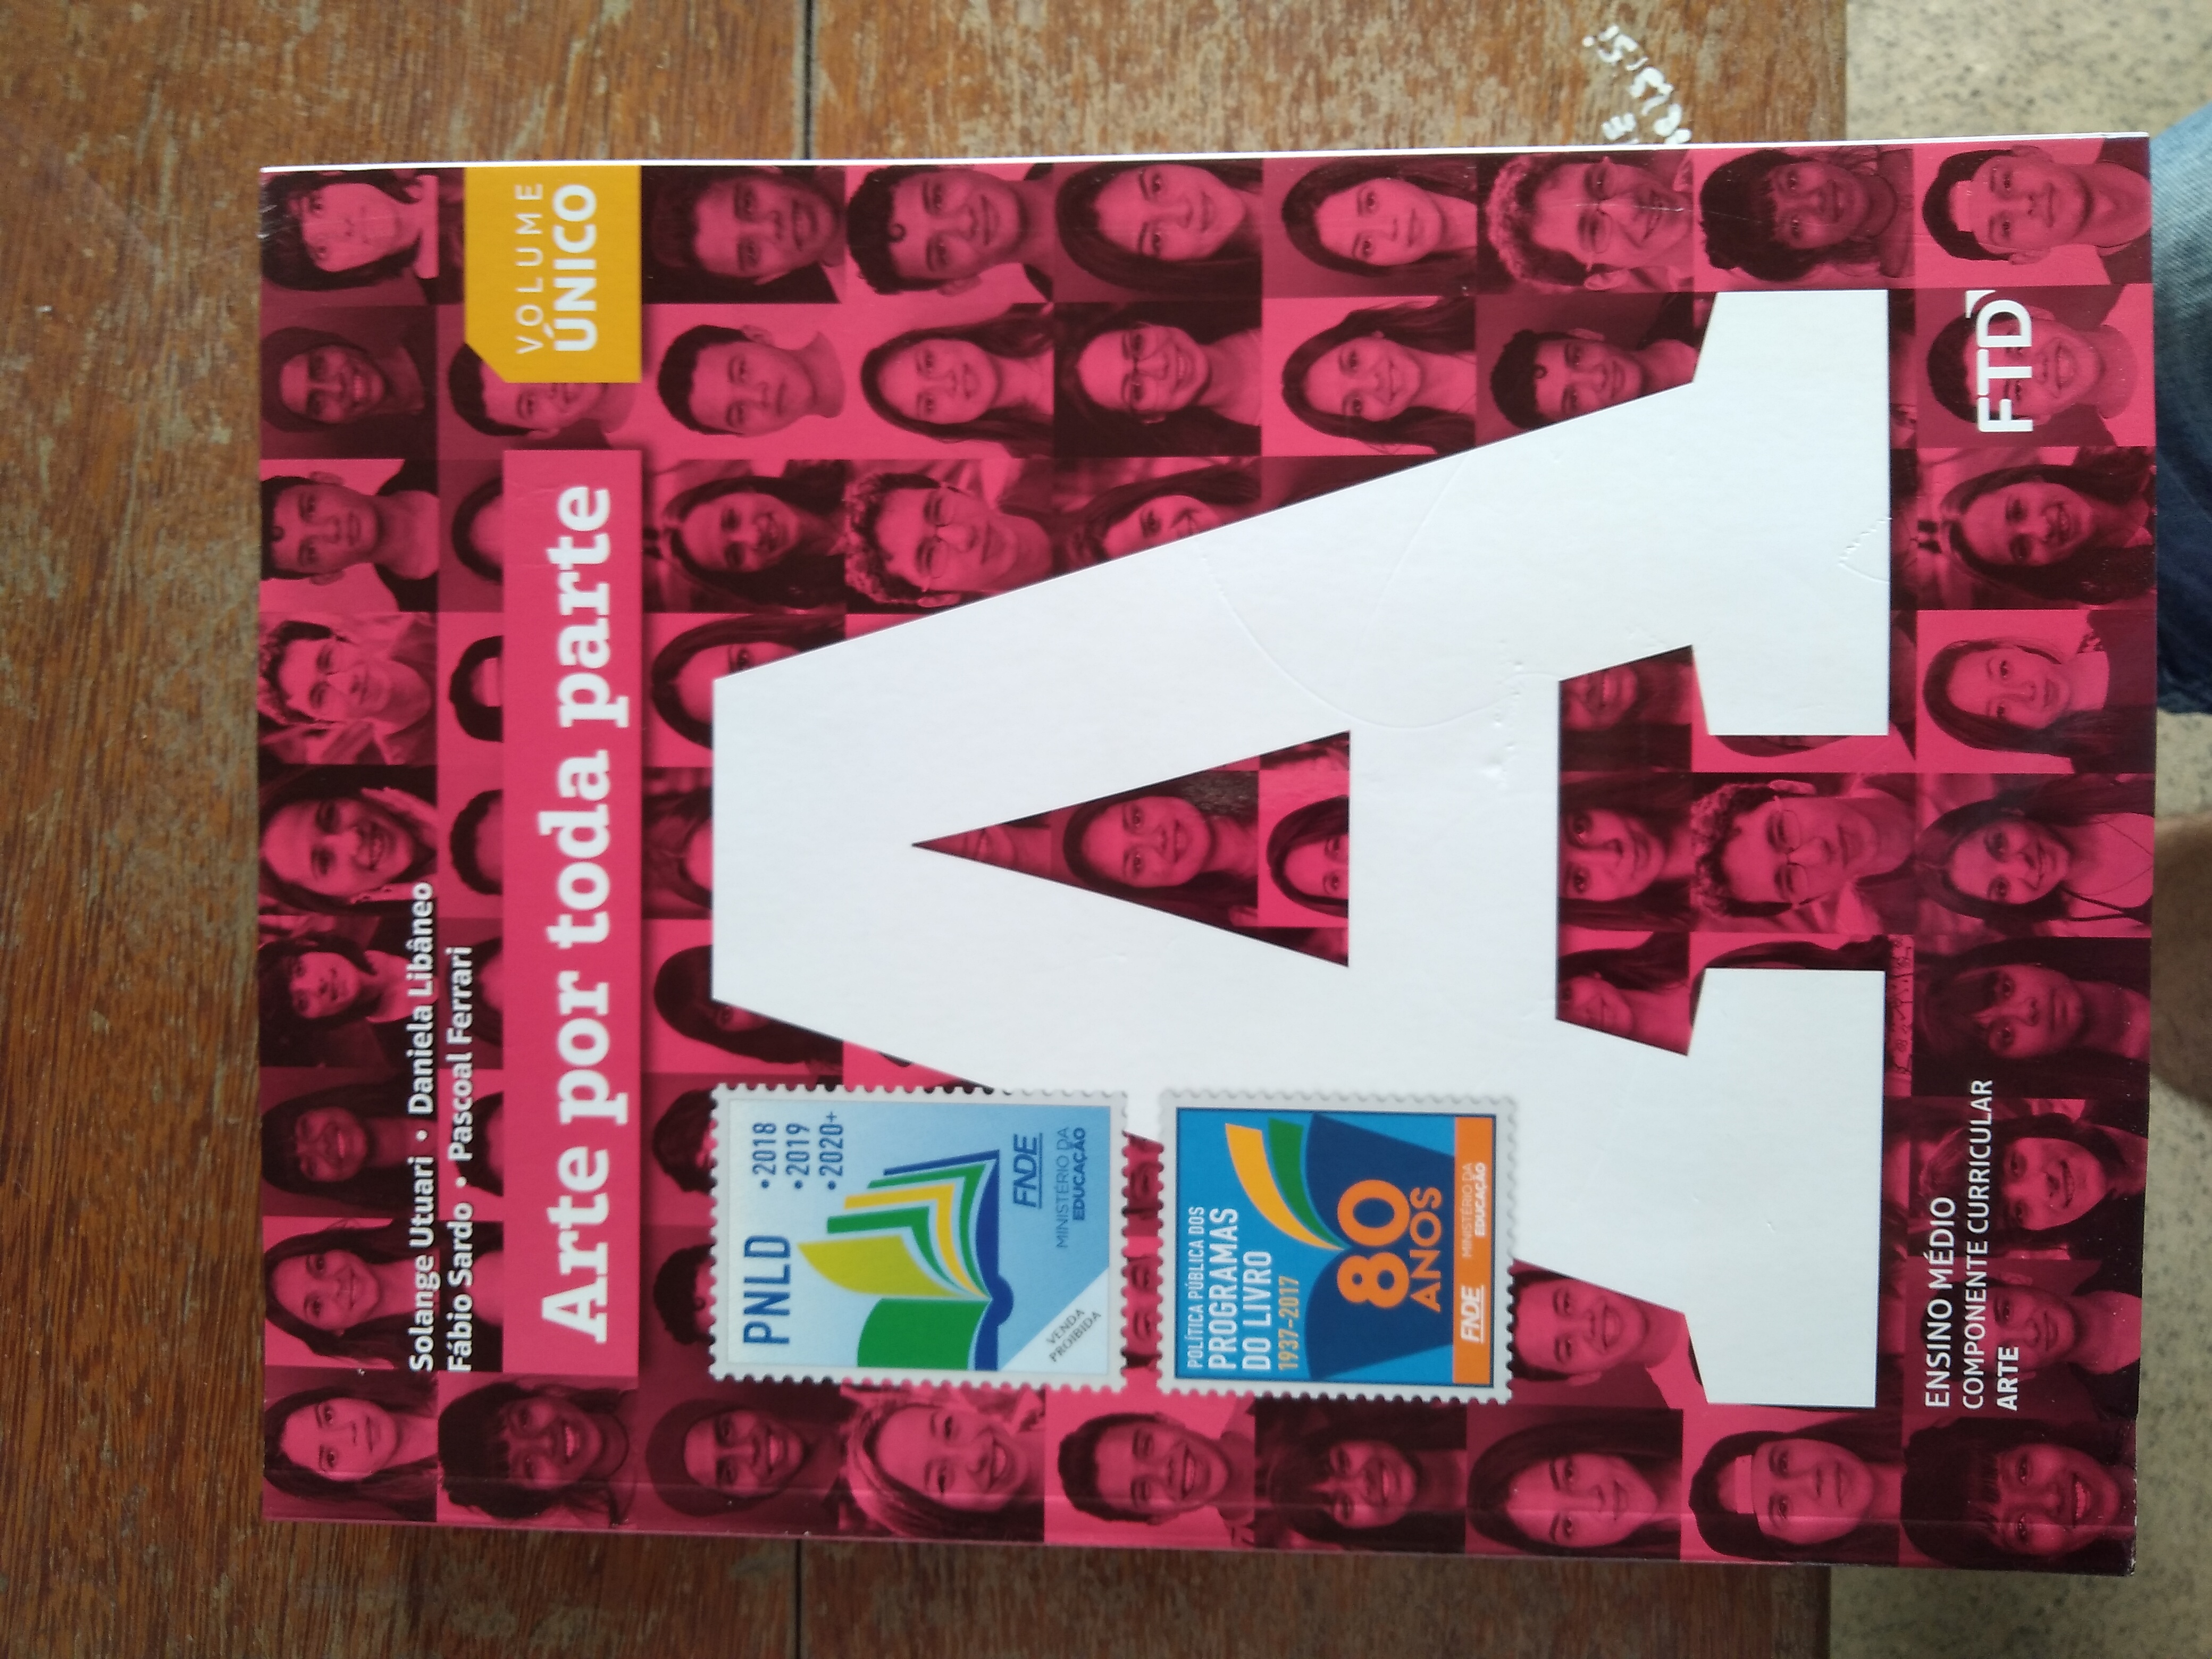 Solange Utuari • Daniela Libâneo
Fábio Sardo • Pascoal Ferrari
Arte por toda parte
VOLUME
ÚNICO
PNLD
•2018
•2019
•2020+
FNDE
MINISTÉRIO DA
EDUCAÇÃO
VENDA
PROIBIDA
A
POLÍTICA PÚBLICA DOS
PROGRAMAS
DO LIVRO
1937-2017
80
ANOS
FNDE
MINISTÉRIO DA
EDUCAÇÃO
ENSINO MÉDIO
COMPONENTE CURRICULAR
ARTE
FTD